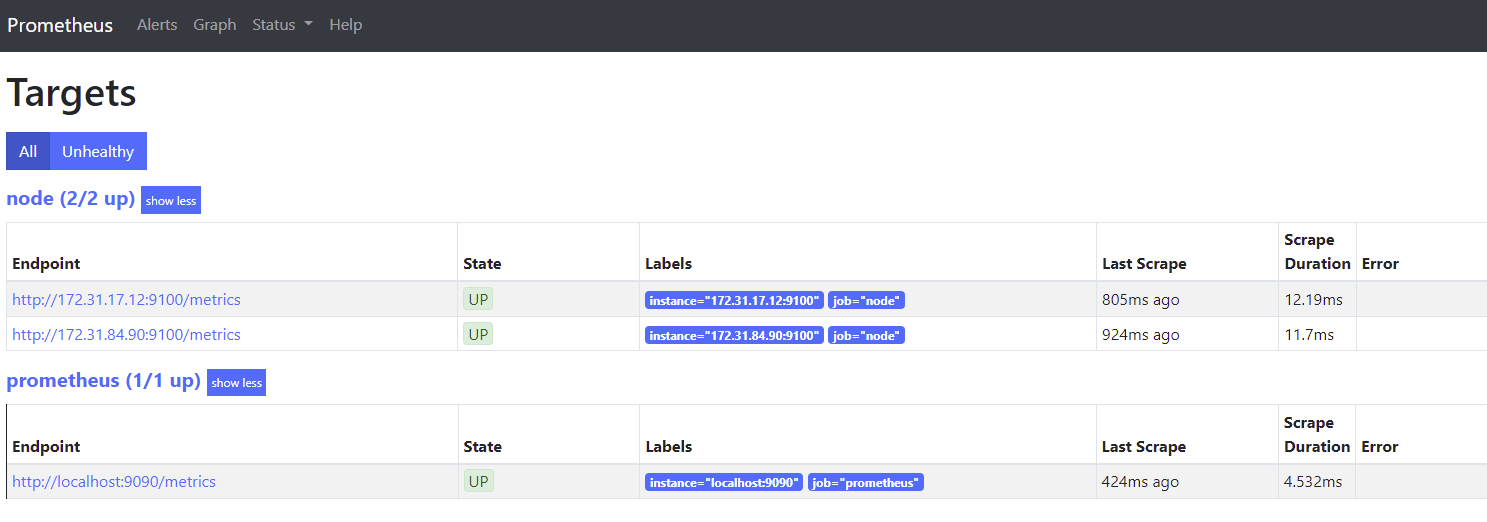 Prometheus Alerts Graph Status Help
Targets
All Unhealthy
node (2/2 up) show less
Endpoint State Labels Last Scrape Scrape Duration Error
http://172.31.17.12:9100/metrics UP instance="172.31.17.12:9100" job="node" 805ms ago 12.19ms
http://172.31.84.90:9100/metrics UP instance="172.31.84.90:9100" job="node" 924ms ago 11.7ms
prometheus (1/1 up) show less
Endpoint State Labels Last Scrape Scrape Duration Error
http://localhost:9090/metrics UP instance="localhost:9090" job="prometheus" 424ms ago 4.532ms